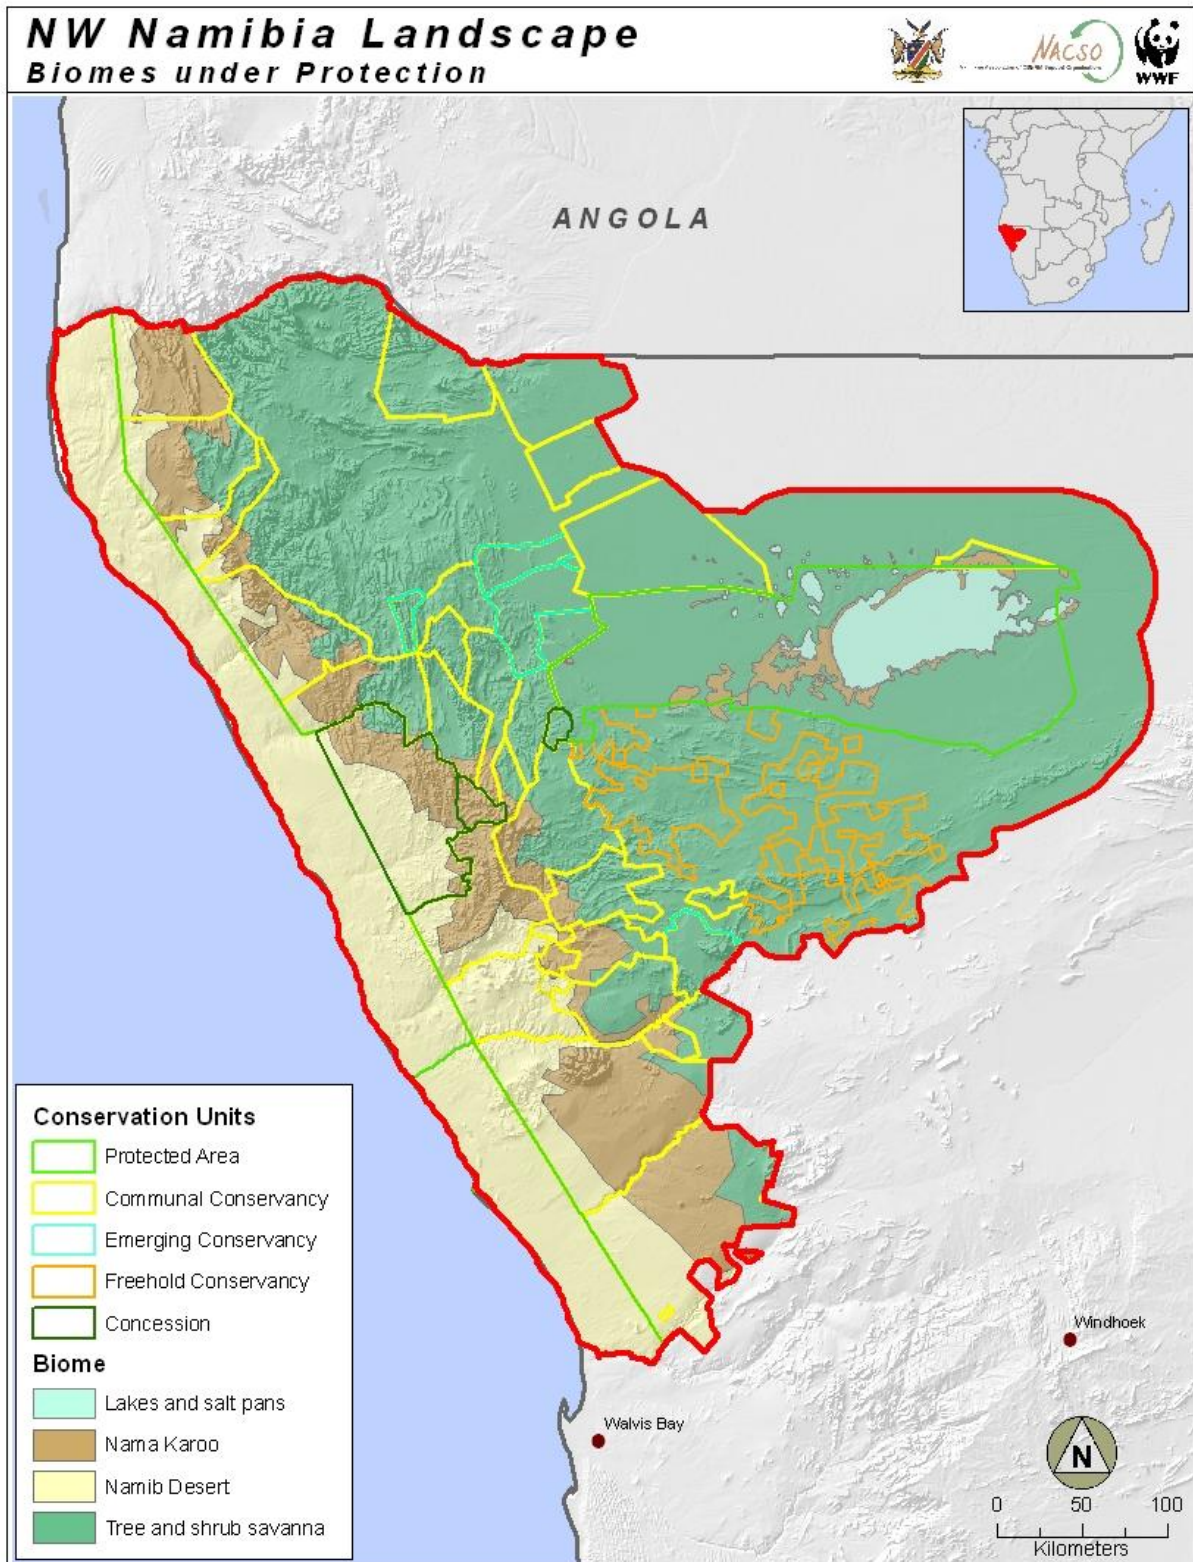 NW Namibia Landscape
Biomes under Protection
NACSO
WWF
ANGOLA
Conservation Units
Protected Area
Communal Conservancy
Emerging Conservancy
Freehold Conservancy
Concession
Biome
Lakes and salt pans
Nama Karoo
Namib Desert
Tree and shrub savanna
Windhoek
Walvis Bay
N
0 50 100
Kilometers